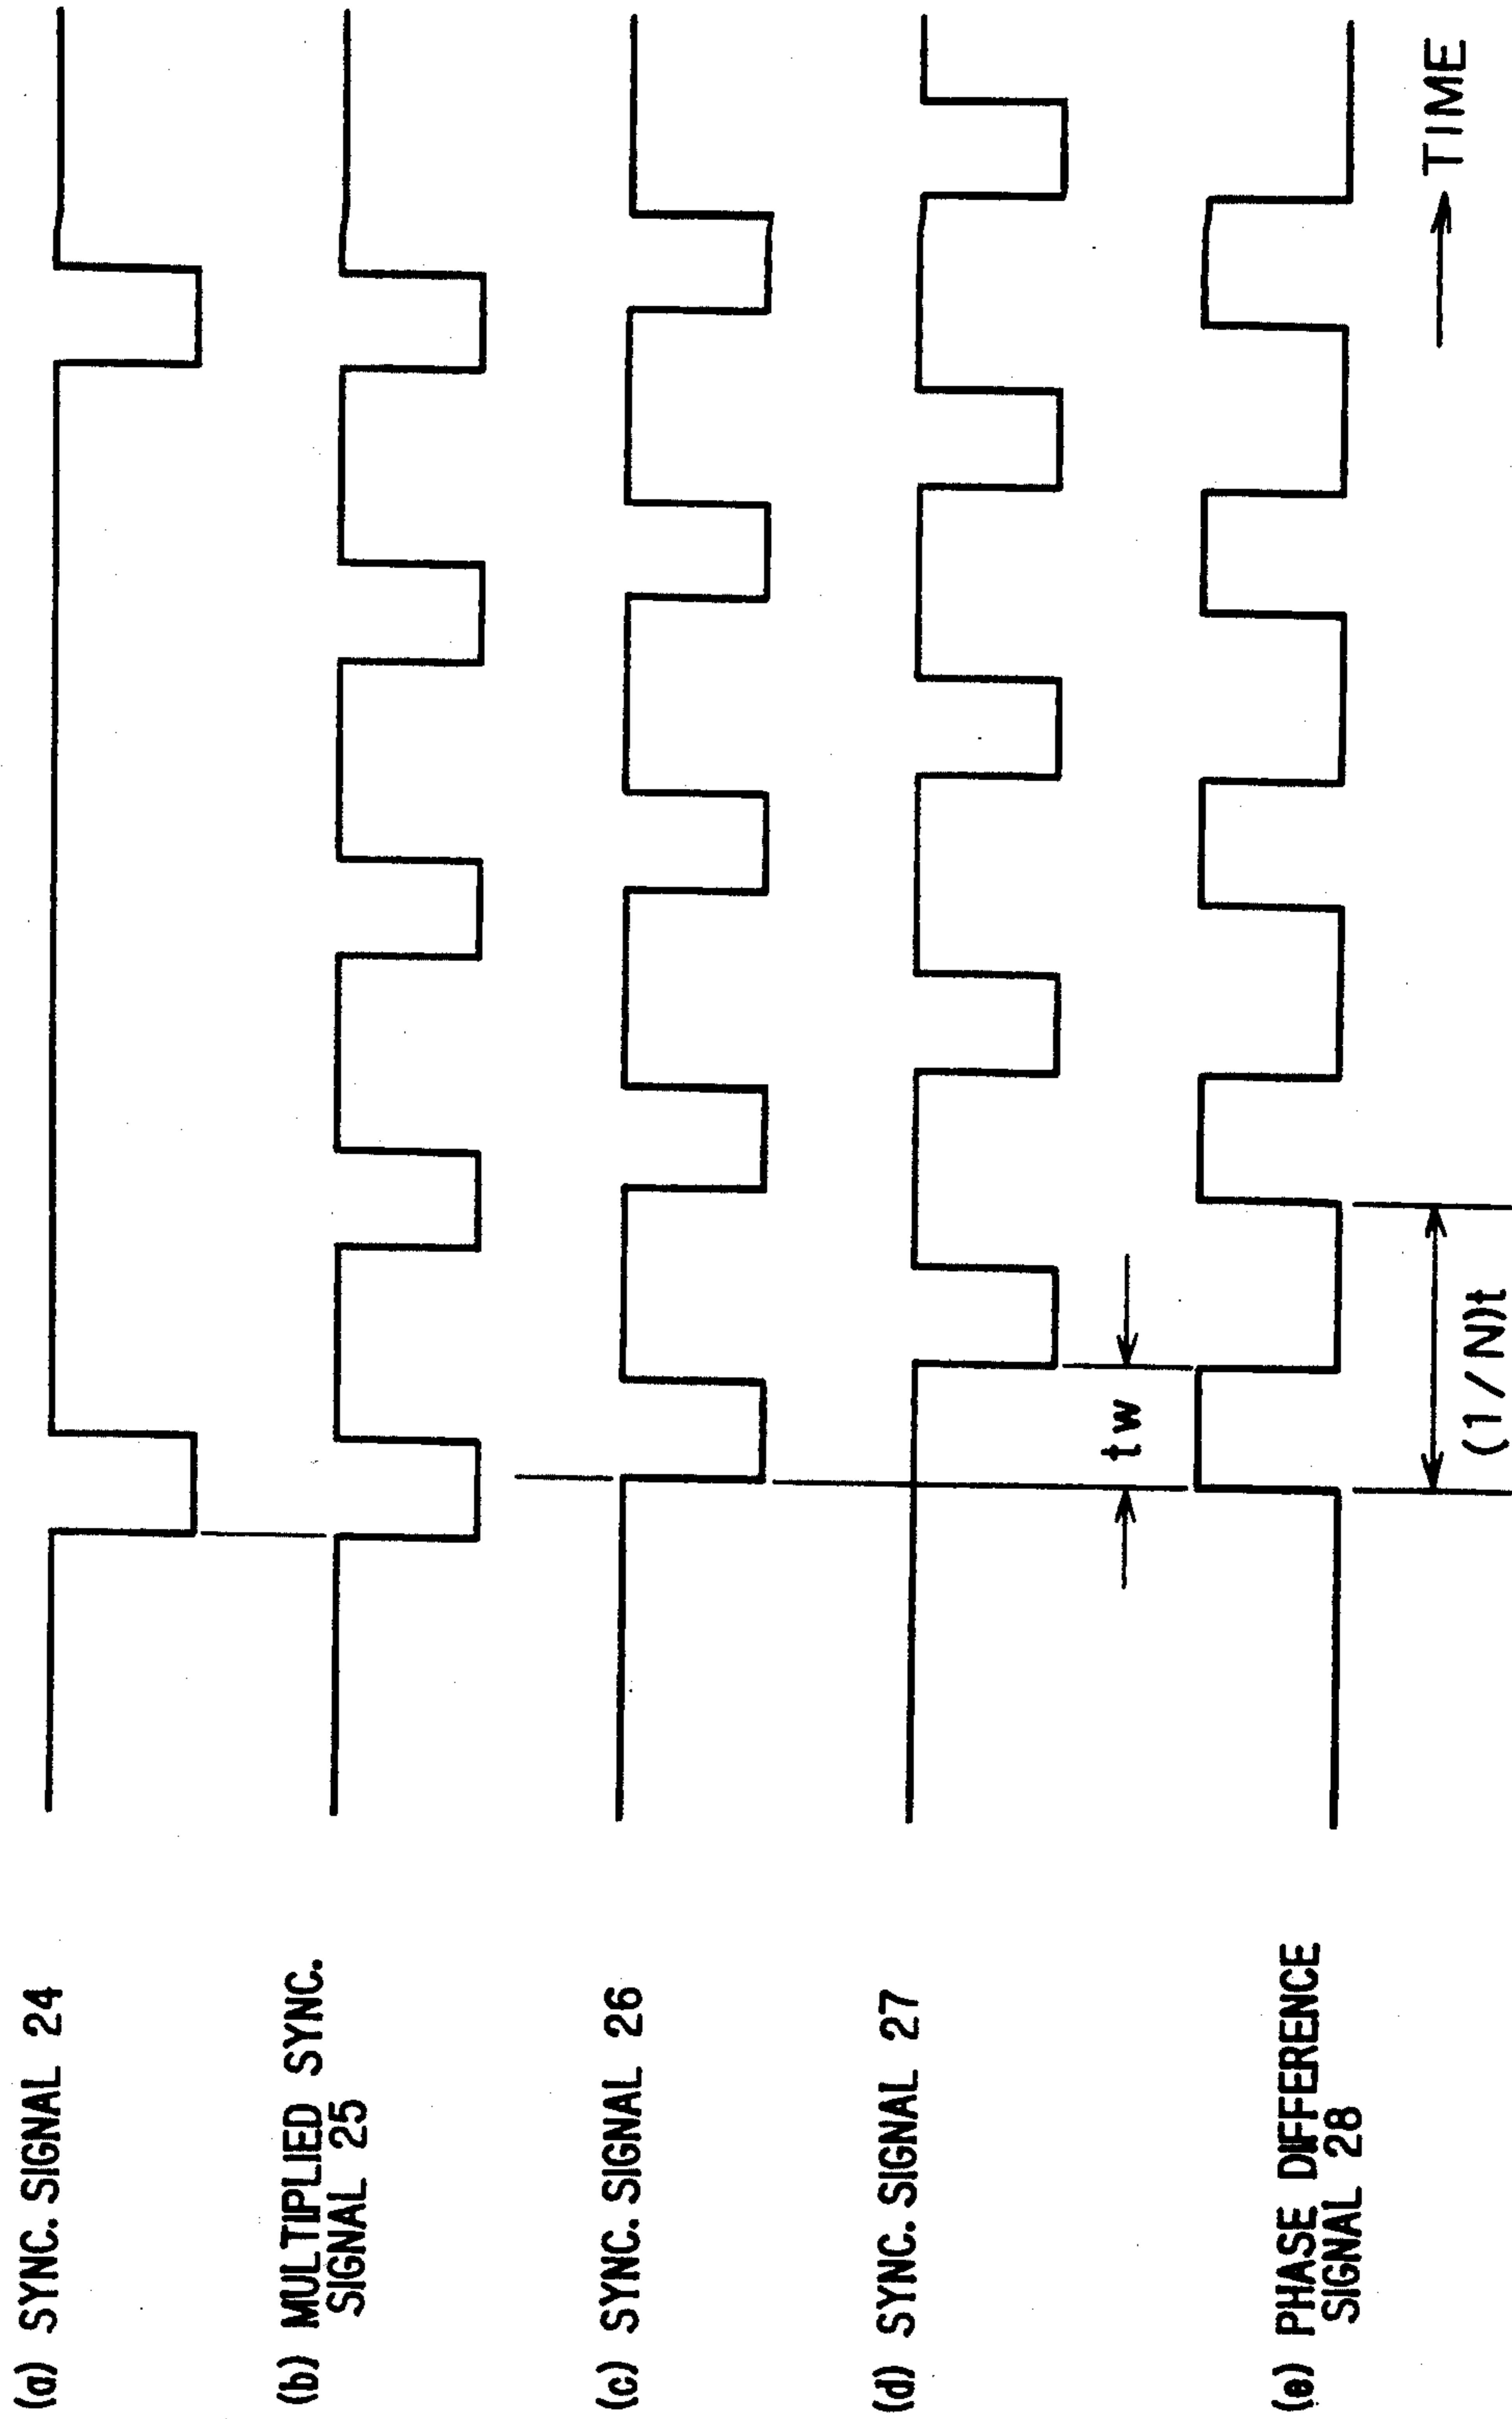 (a) SYNC. SIGNAL 24
(b) MULTIPLIED SYNC.
SIGNAL 25
(c) SYNC. SIGNAL 26
(d) SYNC. SIGNAL 27
tw
(e) PHASE DIFFERENCE
SIGNAL 28
(1/N)t
TIME